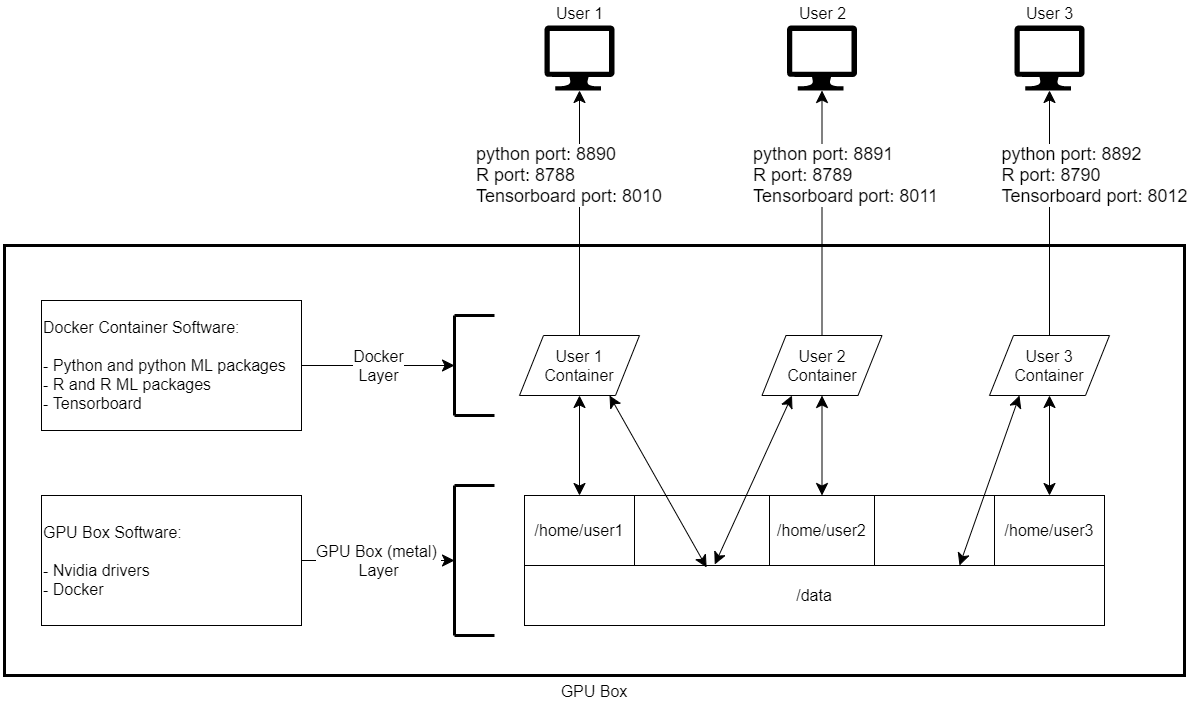 User 1
User 2
User 3
python port: 8890
R port: 8788
Tensorboard port: 8010
python port: 8891
R port: 8789
Tensorboard port: 8011
python port: 8892
R port: 8790
Tensorboard port: 8012
Docker Container Software:
- Python and python ML packages
- R and R ML packages
- Tensorboard
Docker
Layer
User 1
Container
User 2
Container
User 3
Container
GPU Box Software:
- Nvidia drivers
- Docker
GPU Box (metal)
Layer
/home/user1
/home/user2
/home/user3
/data
GPU Box